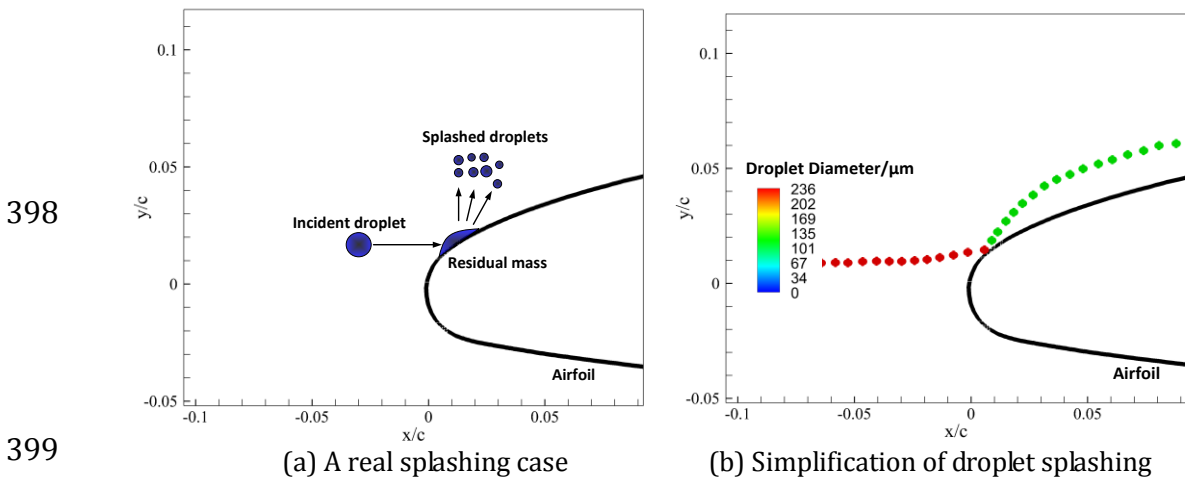 398
0.1
0.05
0
-0.05
y/c
-0.1
-0.05
0
0.05
x/c
Splashed droplets
Incident droplet
Residual mass
Airfoil
0.1
0.05
0
-0.05
y/c
-0.1
-0.05
0
0.05
x/c
Droplet Diameter/µm
236
202
169
135
101
67
34
0
Airfoil
399
(a) A real splashing case
(b) Simplification of droplet splashing